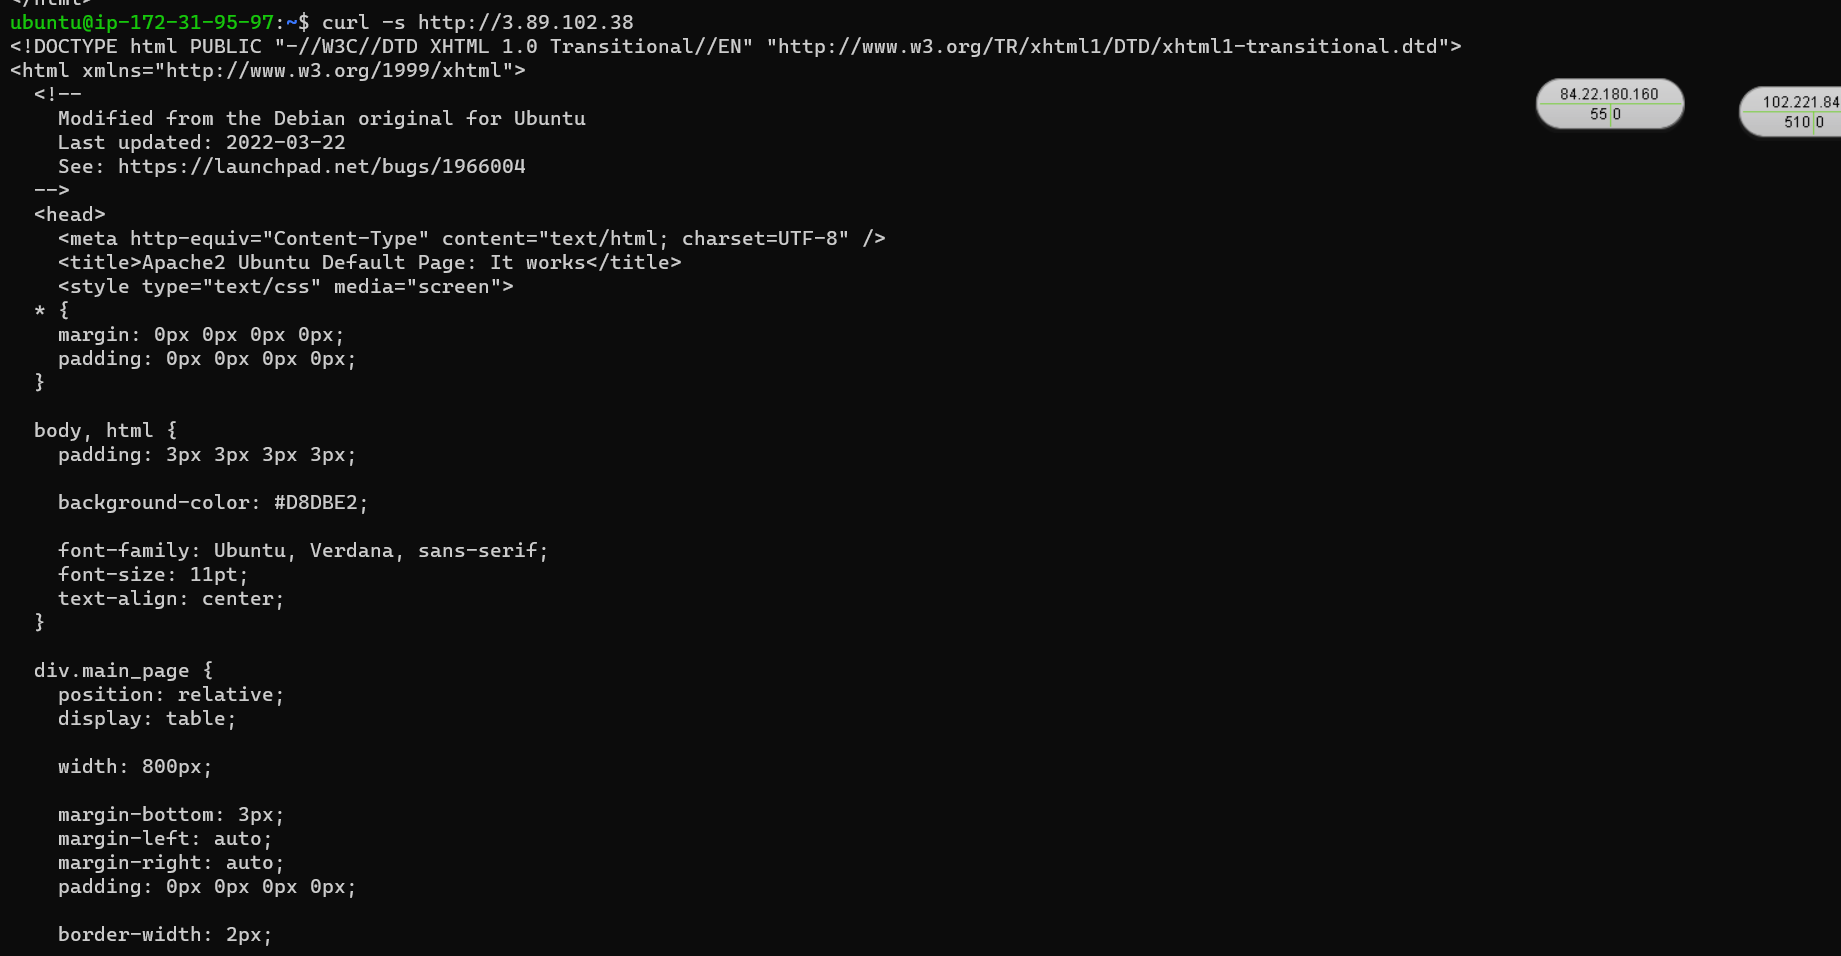 </html>
ubuntu@ip-172-31-95-97:~$ curl -s http://3.89.102.38
<!DOCTYPE html PUBLIC "-//W3C//DTD XHTML 1.0 Transitional//EN" "http://www.w3.org/TR/xhtml1/DTD/xhtml1-transitional.dtd">
<html xmlns="http://www.w3.org/1999/xhtml">
  <!--
    Modified from the Debian original for Ubuntu
    Last updated: 2022-03-22
    See: https://launchpad.net/bugs/1966004
  -->
  <head>
    <meta http-equiv="Content-Type" content="text/html; charset=UTF-8" />
    <title>Apache2 Ubuntu Default Page: It works</title>
    <style type="text/css" media="screen">
  * {
    margin: 0px 0px 0px 0px;
    padding: 0px 0px 0px 0px;
  }

  body, html {
    padding: 3px 3px 3px 3px;

    background-color: #D8DBE2;

    font-family: Ubuntu, Verdana, sans-serif;
    font-size: 11pt;
    text-align: center;
  }

  div.main_page {
    position: relative;
    display: table;

    width: 800px;

    margin-bottom: 3px;
    margin-left: auto;
    margin-right: auto;
    padding: 0px 0px 0px 0px;

    border-width: 2px;
84.22.180.160
55 0
102.221.84
510 0